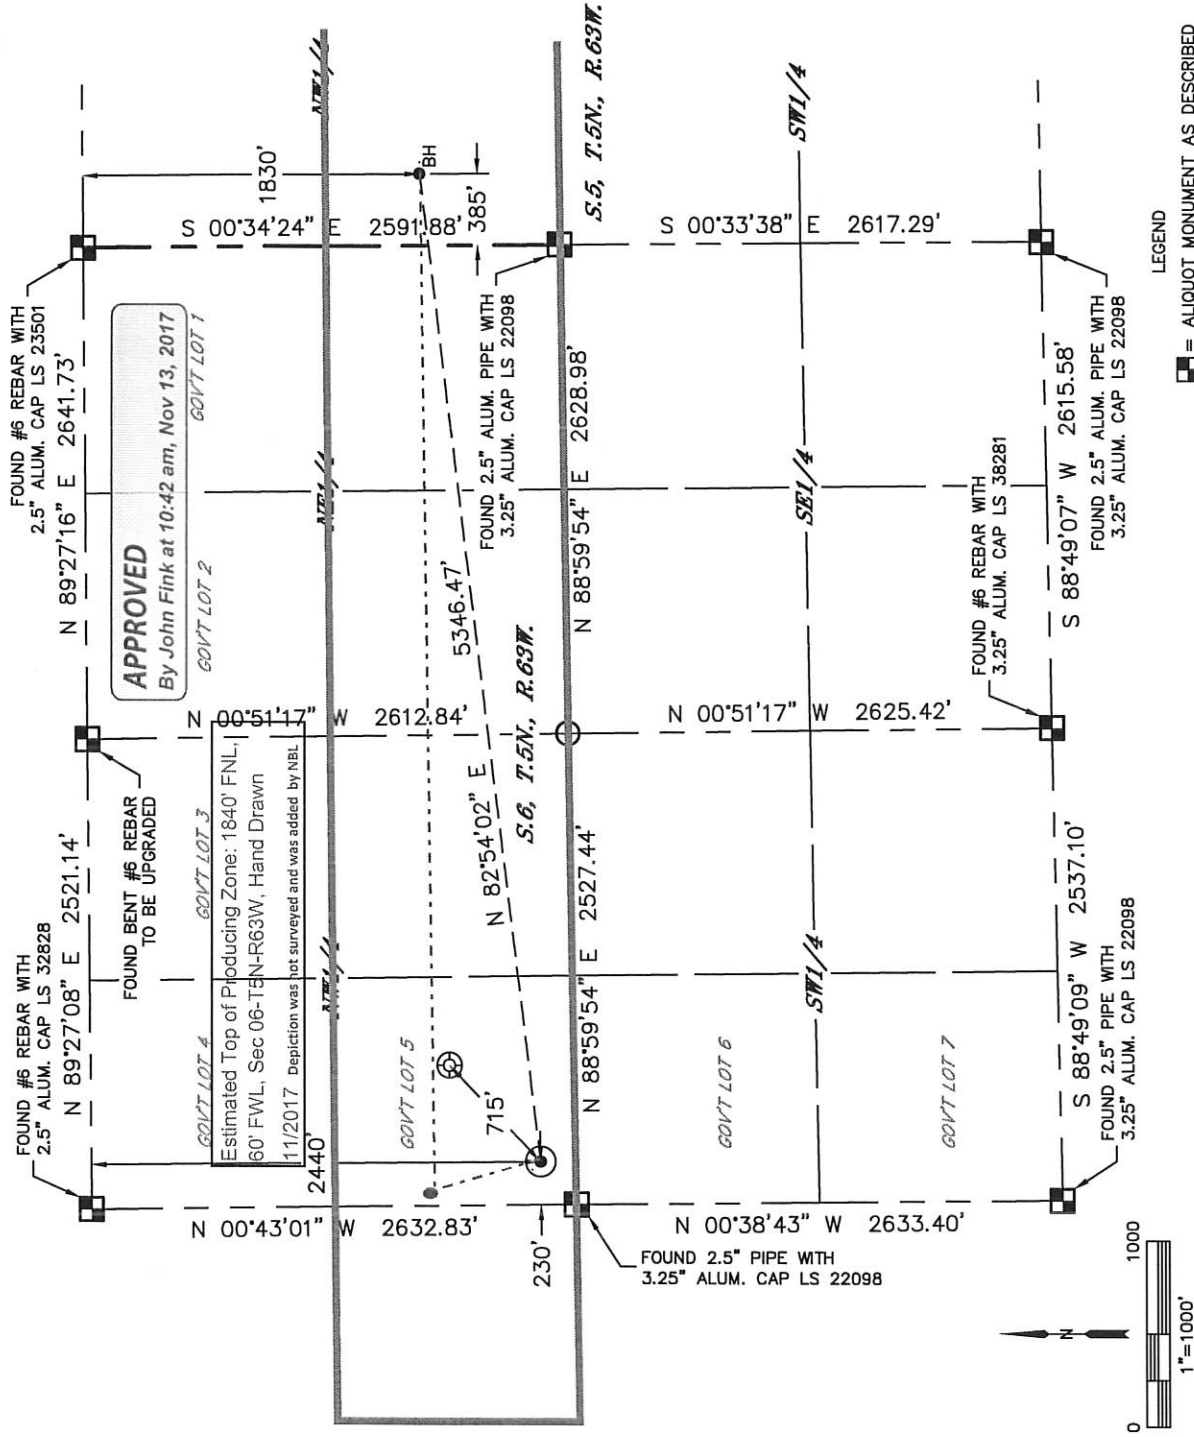 FOUND #6 REBAR WITH
2.5" ALUM. CAP LS 32828
N 89°27'08" E 2521.14'
FOUND BENT #6 REBAR
TO BE UPGRADED
FOUND #6 REBAR WITH
2.5" ALUM. CAP LS 23501
N 89°27'16" E 2641.73'
APPROVED
By John Fink at 10:42 am, Nov 13, 2017
GOV'T LOT 4
GOV'T LOT 3
GOV'T LOT 2
GOV'T LOT 1
Estimated Top of Producing Zone: 1840' FNL,
60' FWL, Sec 06-T5N-R63W, Hand Drawn
11/2017 Depiction was not surveyed and was added by NBL
1830'
N 00°43'01" W 2632.83'
2440'
N 00°51'17" W 2612.84'
S 00°34'24" E 2591.88'
NW1/4
NE1/4
NW1/4
BH
385'
GOV'T LOT 5
715'
N 82°54'02" E 5346.47'
S.6, T.5N., R.63W.
FOUND 2.5" ALUM. PIPE WITH
3.25" ALUM. CAP LS 22098
S.5, T.5N., R.63W.
230'
N 88°59'54" E 2527.44'
N 88°59'54" E 2628.98'
FOUND 2.5" PIPE WITH
3.25" ALUM. CAP LS 22098
N 00°38'43" W 2633.40'
N 00°51'17" W 2625.42'
S 00°33'38" E 2617.29'
GOV'T LOT 6
SW1/4
SE1/4
SW1/4
GOV'T LOT 7
FOUND #6 REBAR WITH
3.25" ALUM. CAP LS 38281
S 88°49'09" W 2537.10'
S 88°49'07" W 2615.58'
FOUND 2.5" PIPE WITH
3.25" ALUM. CAP LS 22098
FOUND 2.5" ALUM. PIPE WITH
3.25" ALUM. CAP LS 22098
N
0 1000
1"=1000'
LEGEND
= ALIQUOT MONUMENT AS DESCRIBED